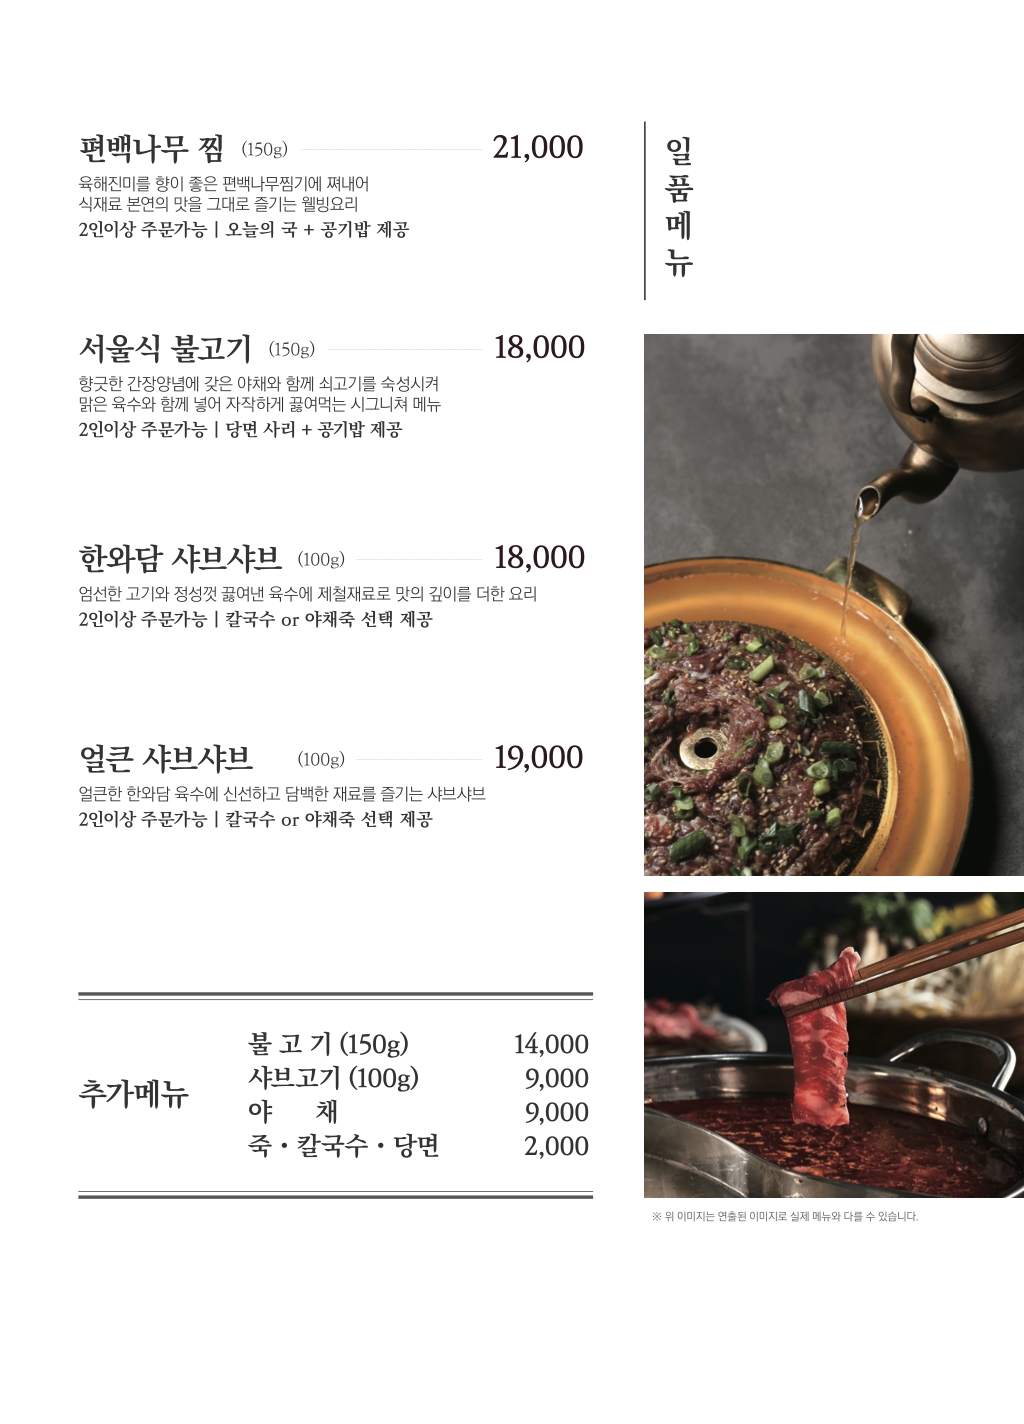 편백나무 찜 (150g) 21,000
육해진미를 향이 좋은 편백나무찜기에 쪄내어
식재료 본연의 맛을 그대로 즐기는 웰빙요리
2인이상 주문가능 | 오늘의 국 + 공기밥 제공
서울식 불고기 (150g) 18,000
향긋한 간장양념에 갖은 야채와 함께 쇠고기를 숙성시켜
맑은 육수와 함께 넣어 자작하게 끓여먹는 시그니쳐 메뉴
2인이상 주문가능 | 당면 사리 + 공기밥 제공
한와담 샤브샤브 (100g) 18,000
엄선한 고기와 정성껏 끓여낸 육수에 제철재료로 맛의 깊이를 더한 요리
2인이상 주문가능 | 칼국수 or 야채죽 선택 제공
얼큰 샤브샤브 (100g) 19,000
얼큰한 한와담 육수에 신선하고 담백한 재료를 즐기는 샤브샤브
2인이상 주문가능 | 칼국수 or 야채죽 선택 제공
추가메뉴
불 고 기 (150g) 14,000
샤브고기 (100g) 9,000
야 채 9,000
죽 · 칼국수 · 당면 2,000
일품메뉴
※ 위 이미지는 연출된 이미지로 실제 메뉴와 다를 수 있습니다.